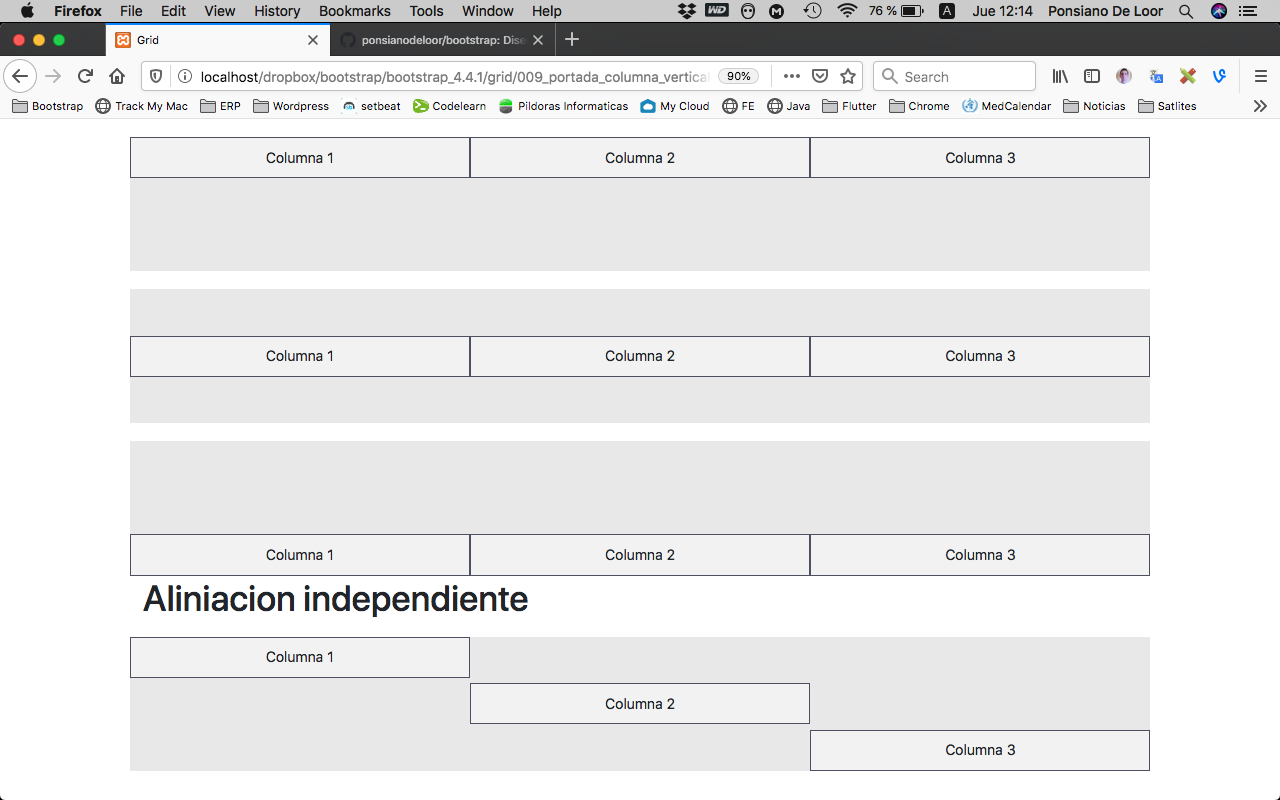 Firefox File Edit View History Bookmarks Tools Window Help WD M 76 % A Jue 12:14 Ponsiano De Loor
Grid ponsianodeloor/bootstrap: Dise
localhost/dropbox/bootstrap/bootstrap_4.4.1/grid/009_portada_columna_vertical 90% Search
Bootstrap Track My Mac ERP Wordpress setbeat Codelearn Pildoras Informaticas My Cloud FE Java Flutter Chrome MedCalendar Noticias Satlites
Columna 1 Columna 2 Columna 3
Columna 1 Columna 2 Columna 3
Columna 1 Columna 2 Columna 3
Aliniacion independiente
Columna 1
Columna 2
Columna 3